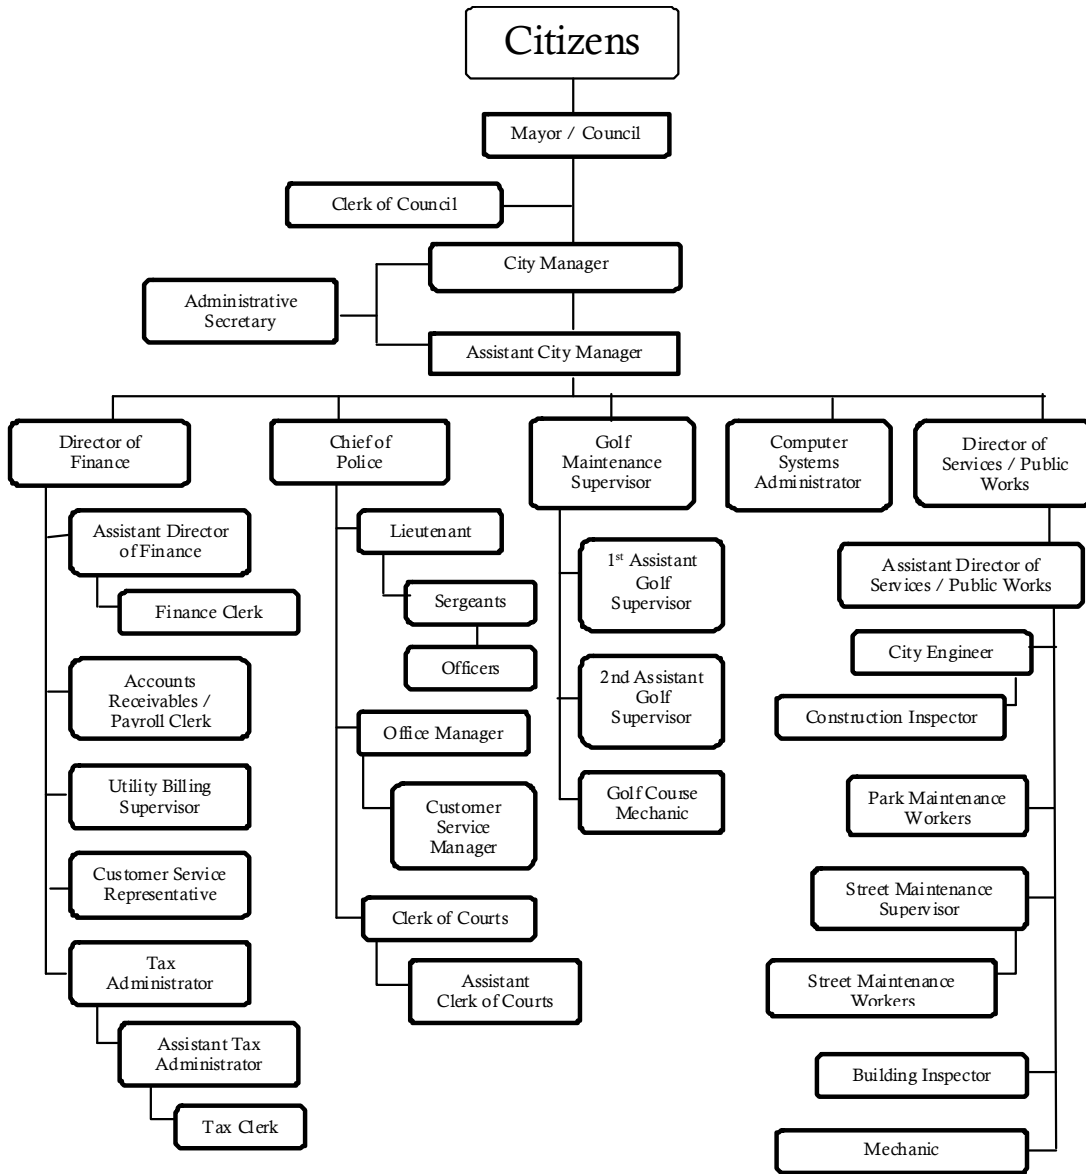 Citizens
Mayor / Council
Clerk of Council
City Manager
Administrative
Secretary
Assistant City Manager
Director of
Finance
Chief of
Police
Golf
Maintenance
Supervisor
Computer
Systems
Administrator
Director of
Services / Public
Works
Assistant Director
of Finance
Finance Clerk
Accounts
Receivables /
Payroll Clerk
Utility Billing
Supervisor
Customer Service
Representative
Tax
Administrator
Assistant Tax
Administrator
Tax Clerk
Lieutenant
Sergeants
Officers
Office Manager
Customer
Service
Manager
Clerk of Courts
Assistant
Clerk of Courts
1st Assistant
Golf
Supervisor
2nd Assistant
Golf
Supervisor
Golf Course
Mechanic
Assistant Director of
Services / Public Works
City Engineer
Construction Inspector
Park Maintenance
Workers
Street Maintenance
Supervisor
Street Maintenance
Workers
Building Inspector
Mechanic